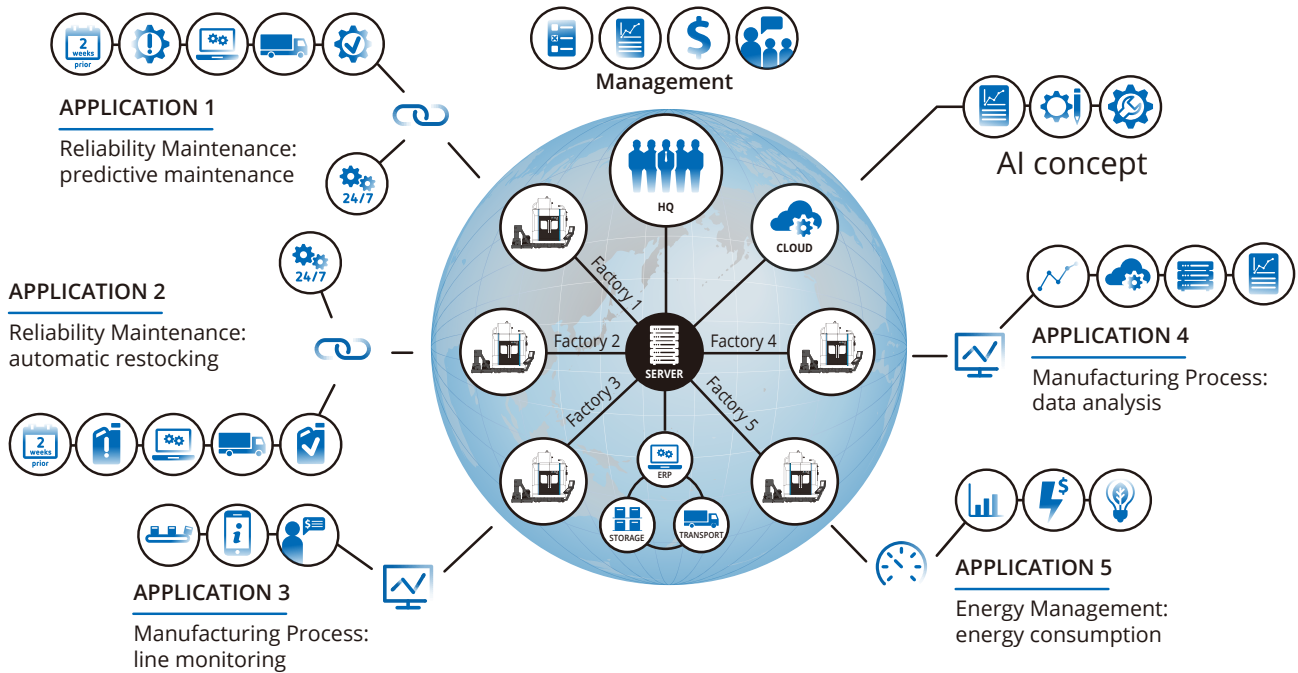 2
weeks
prior
APPLICATION 1
Reliability Maintenance:
predictive maintenance
24/7
$
Management
AI concept
HQ
CLOUD
Factory 1
24/7
APPLICATION 2
Reliability Maintenance:
automatic restocking
Factory 2
SERVER
Factory 4
APPLICATION 4
Manufacturing Process:
data analysis
Factory 3
Factory 5
2
weeks
prior
ERP
STORAGE
TRANSPORT
i
$
APPLICATION 3
Manufacturing Process:
line monitoring
$
APPLICATION 5
Energy Management:
energy consumption